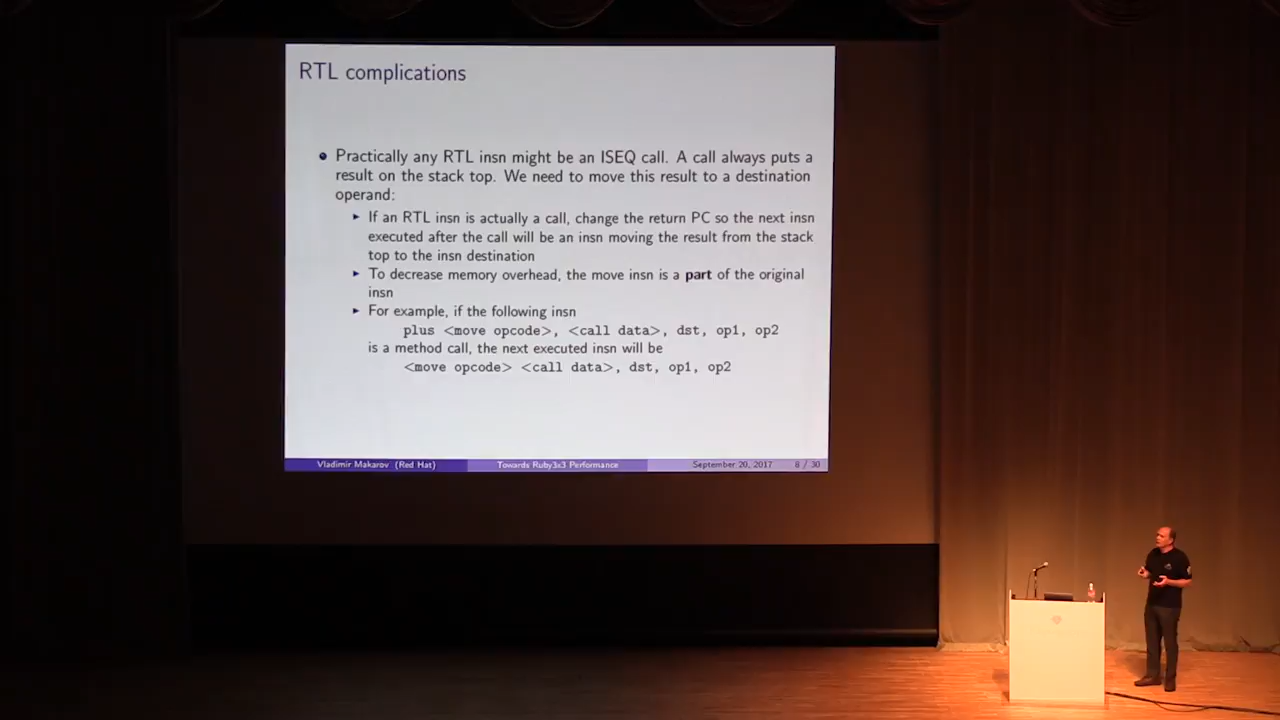 RTL complications
Practically any RTL insn might be an ISEQ call. A call always puts a
result on the stack top. We need to move this result to a destination
operand:
If an RTL insn is actually a call, change the return PC so the next insn
executed after the call will be an insn moving the result from the stack
top to the insn destination
To decrease memory overhead, the move insn is a part of the original
insn
For example, if the following insn
plus <move opcode>, <call data>, dst, op1, op2
is a method call, the next executed insn will be
<move opcode> <call data>, dst, op1, op2
Vladimir Makarov (Red Hat) Towards Ruby3x3 Performance September 20, 2017 8 / 30